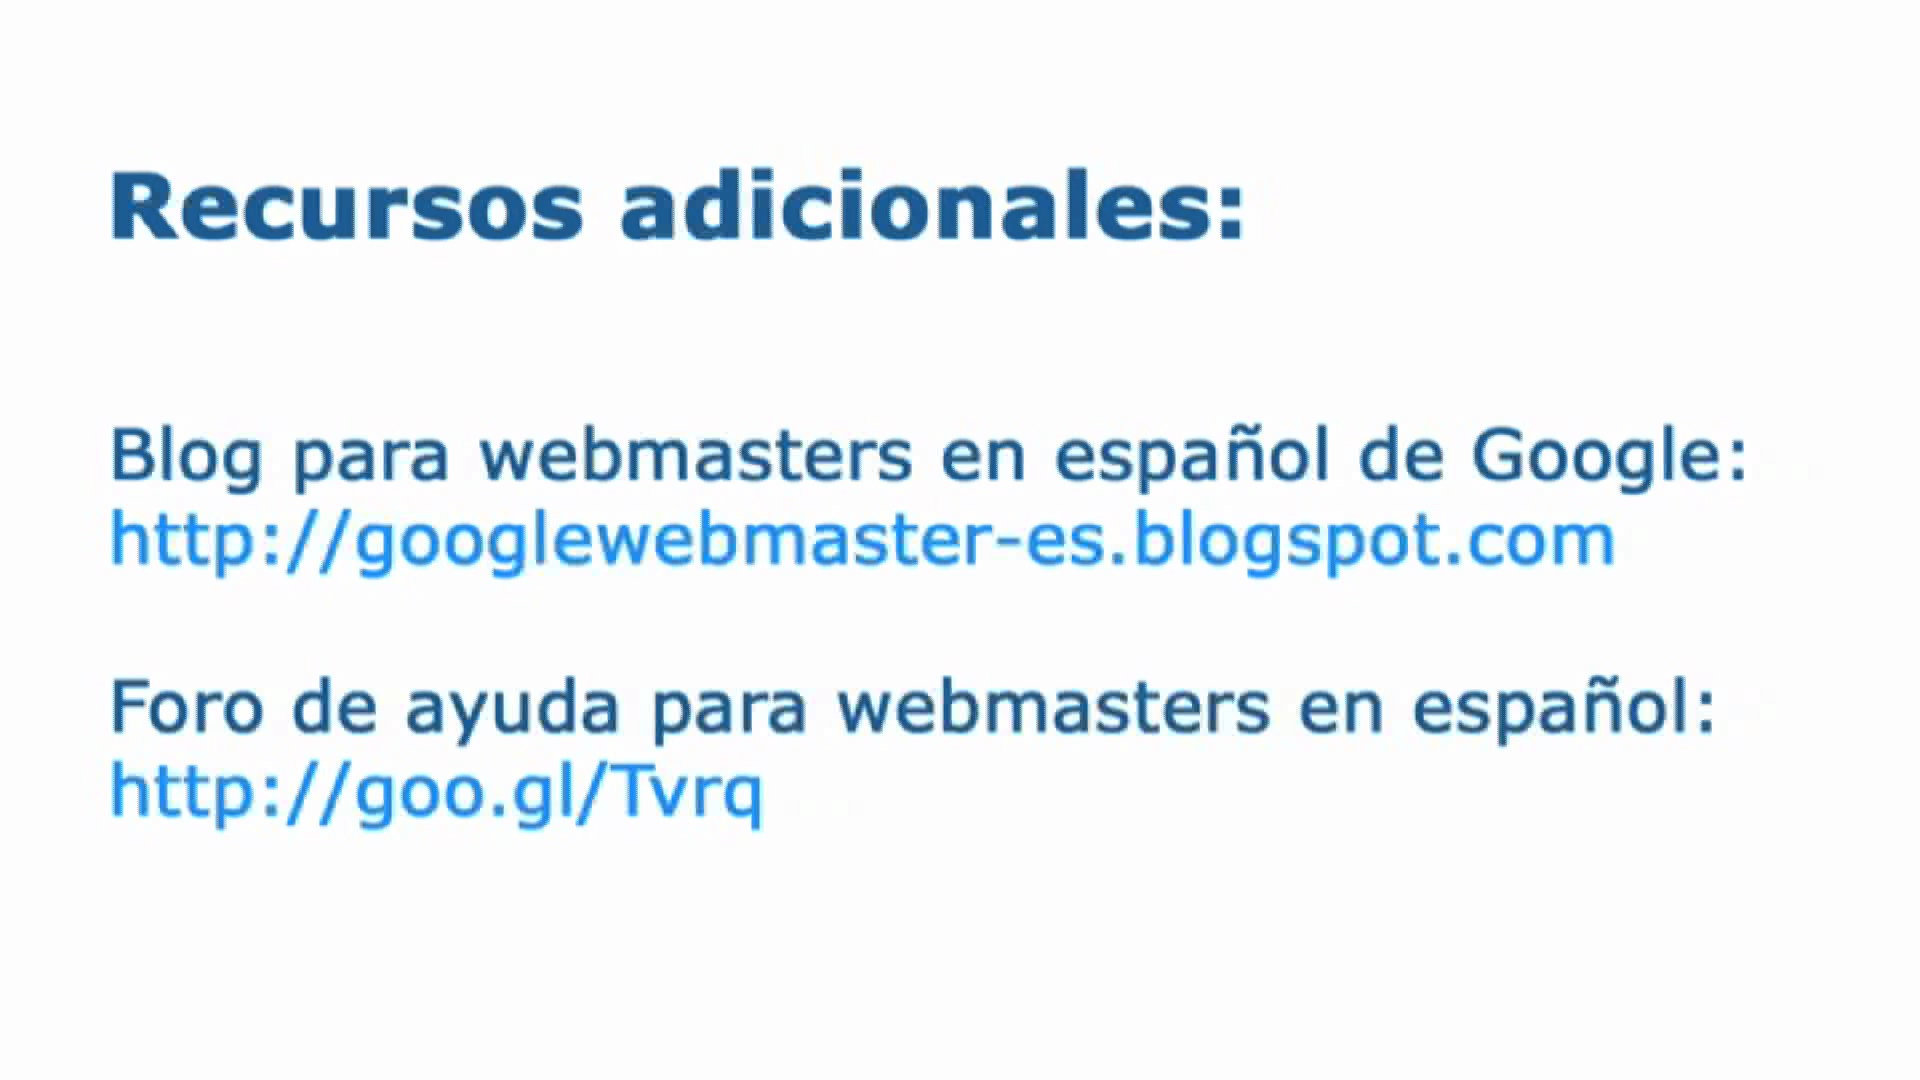 Recursos adicionales:
Blog para webmasters en español de Google:
http://googlewebmaster-es.blogspot.com
Foro de ayuda para webmasters en español:
http://goo.gl/Tvrq